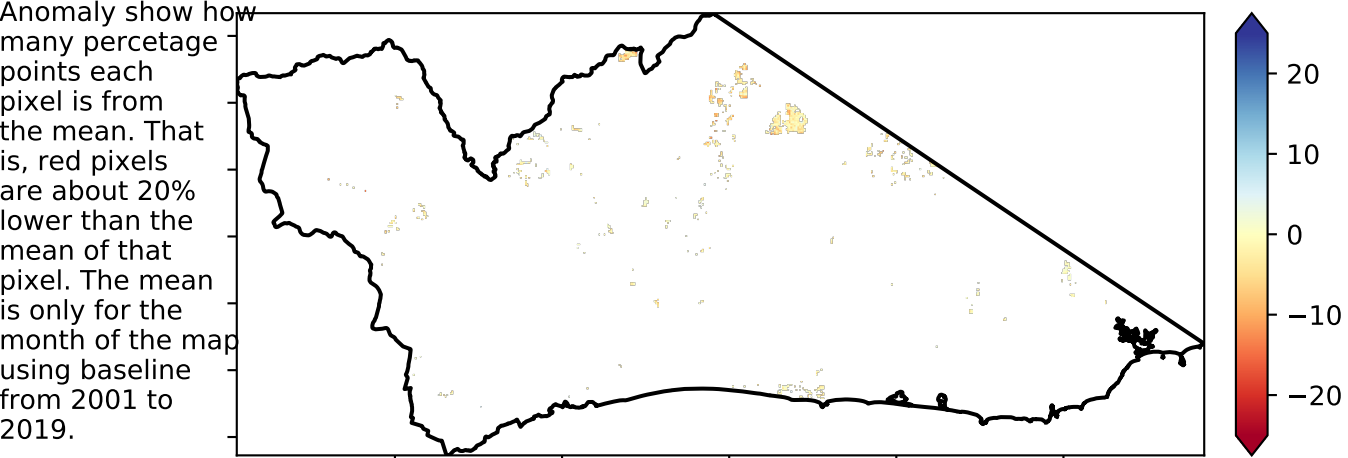 Anomaly show how
many percetage
points each
pixel is from
the mean. That
is, red pixels
are about 20%
lower than the
mean of that
pixel. The mean
is only for the
month of the map
using baseline
from 2001 to
2019.
20
10
0
−10
−20